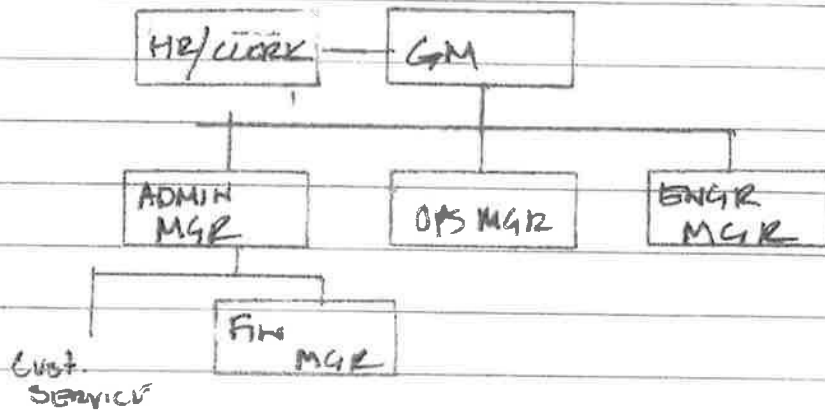 HR/CLERK
GM
ADMIN
MGR
OPS MGR
ENGR
MGR
FIN
MGR
CUST.
SERVICE